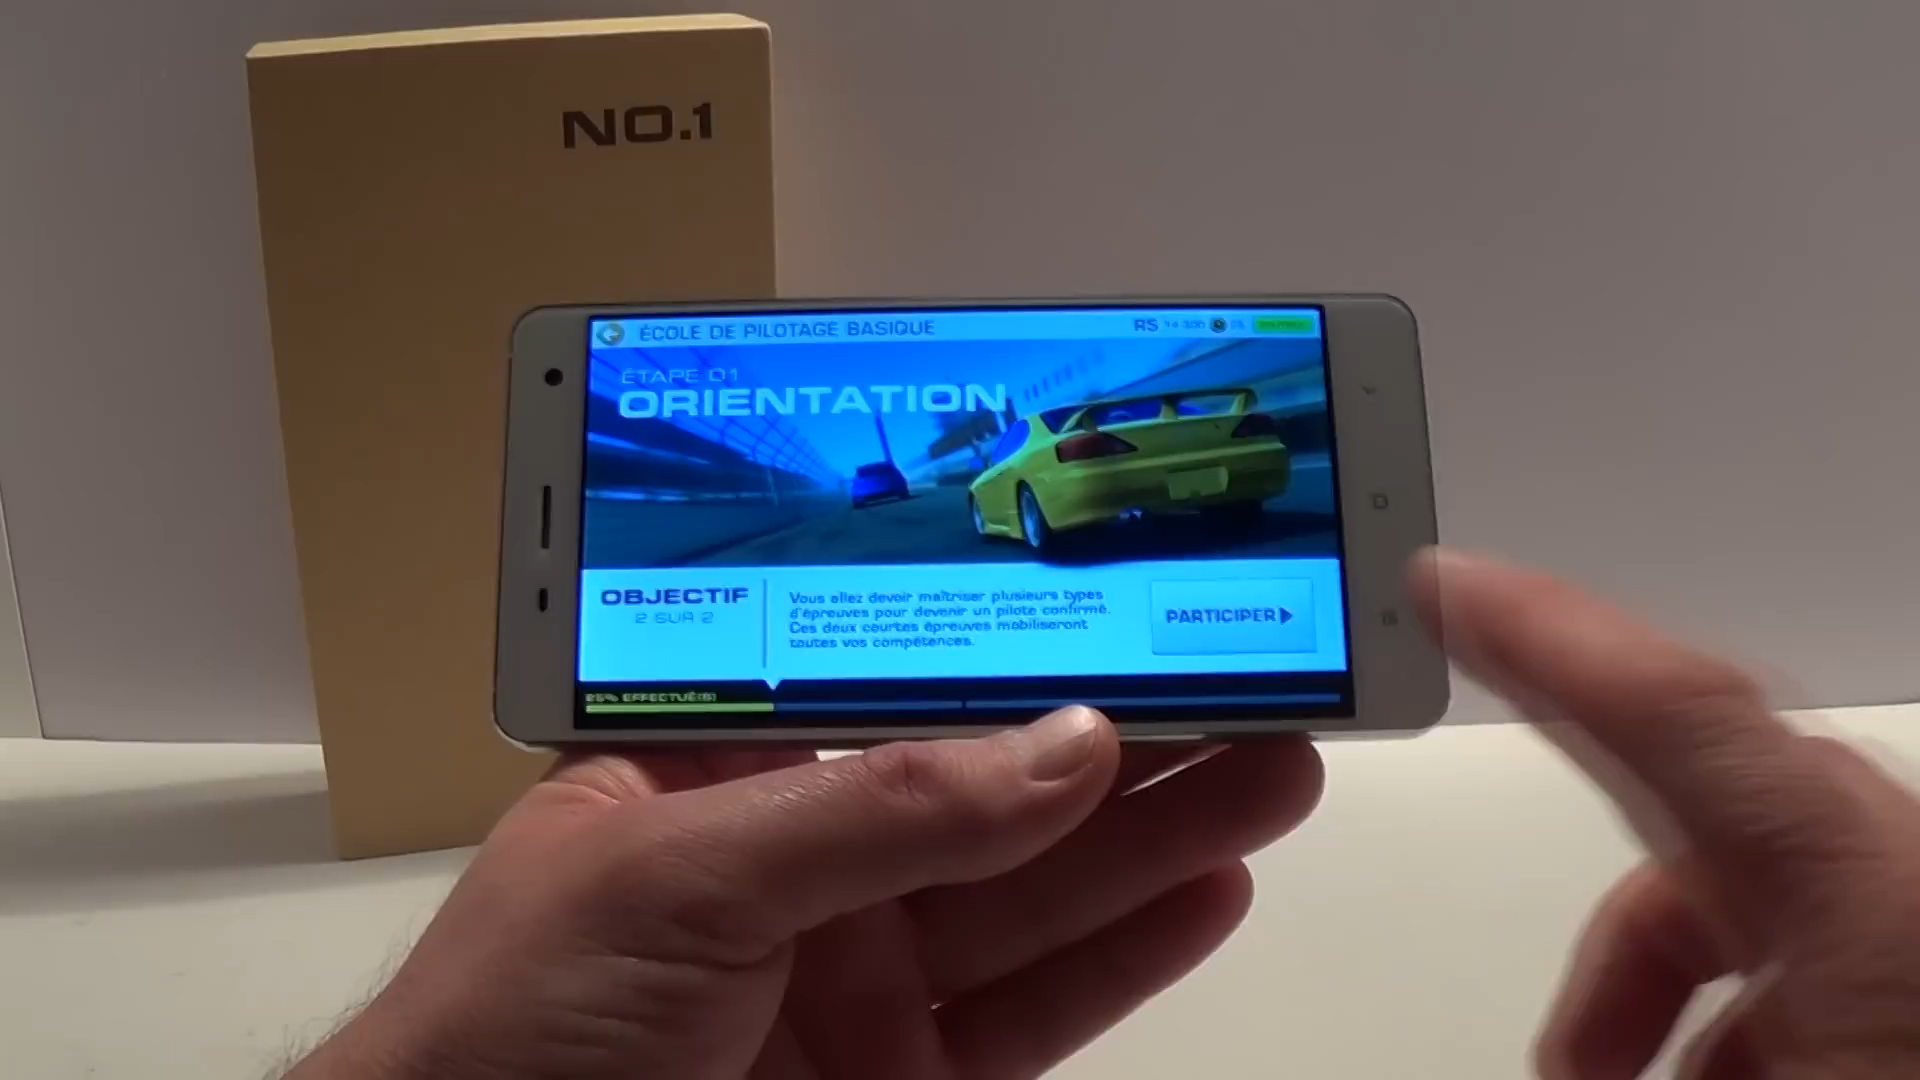 NO.1
ÉCOLE DE PILOTAGE BASIQUE
RS
ÉTAPE 01
ORIENTATION
OBJECTIF
2 SUR 2
Vous allez devoir maîtriser plusieurs types
d'épreuves pour devenir un pilote confirmé.
Ces deux courtes épreuves mobiliseront
toutes vos compétences.
PARTICIPER
25% EFFECTUÉ(S)